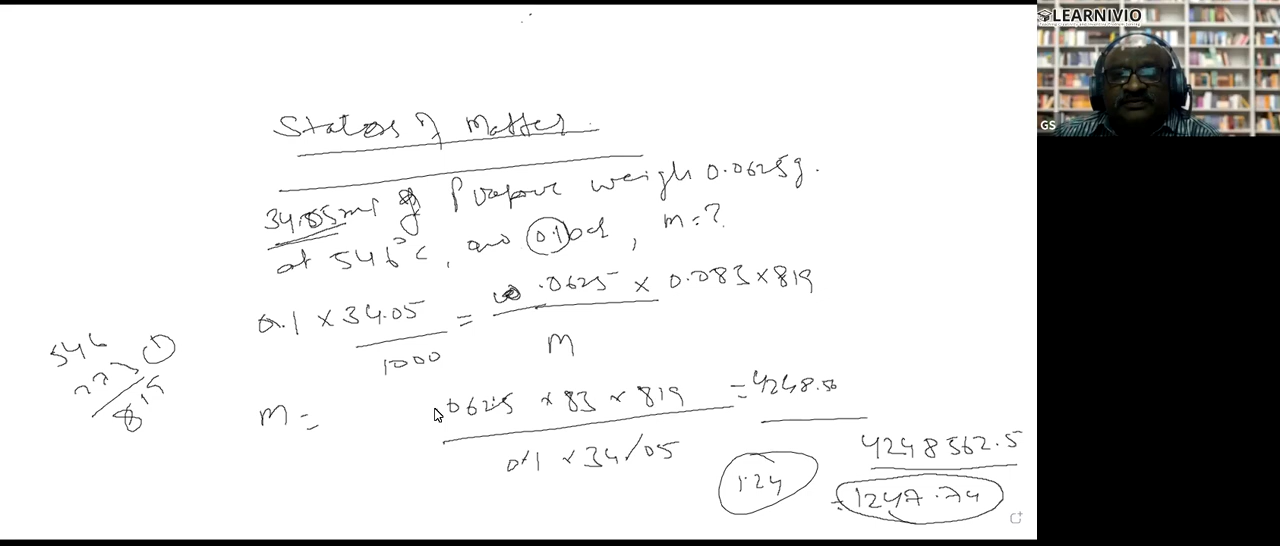 LEARNIVIO
GS
States of Matter
34.05ml of P vapour weigh 0.0625g.
at 546°c, and 0.1 bar, m=?
0.1 × 34.05 / 1000 = .0625 × 0.083 × 819 / M
546
273
819
M = .0625 × 83 × 819 / 0.1 × 34.05 = 4248.56
4248562.5
124
= 1247.74